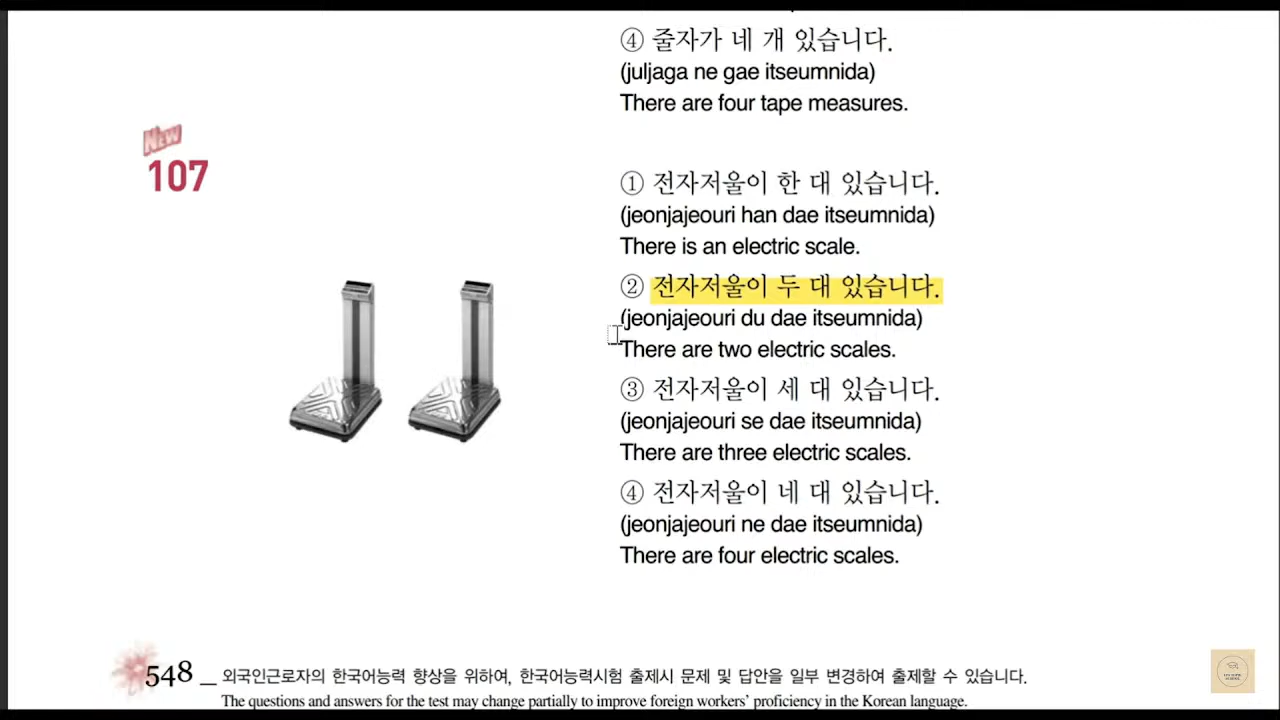 ④ 줄자가 네 개 있습니다.
(juljaga ne gae itseumnida)
There are four tape measures.
NEW
107
① 전자저울이 한 대 있습니다.
(jeonjajeouri han dae itseumnida)
There is an electric scale.
② 전자저울이 두 대 있습니다.
(jeonjajeouri du dae itseumnida)
There are two electric scales.
③ 전자저울이 세 대 있습니다.
(jeonjajeouri se dae itseumnida)
There are three electric scales.
④ 전자저울이 네 대 있습니다.
(jeonjajeouri ne dae itseumnida)
There are four electric scales.
548 _ 외국인근로자의 한국어능력 향상을 위하여, 한국어능력시험 출제시 문제 및 답안을 일부 변경하여 출제할 수 있습니다.
The questions and answers for the test may change partially to improve foreign workers' proficiency in the Korean language.